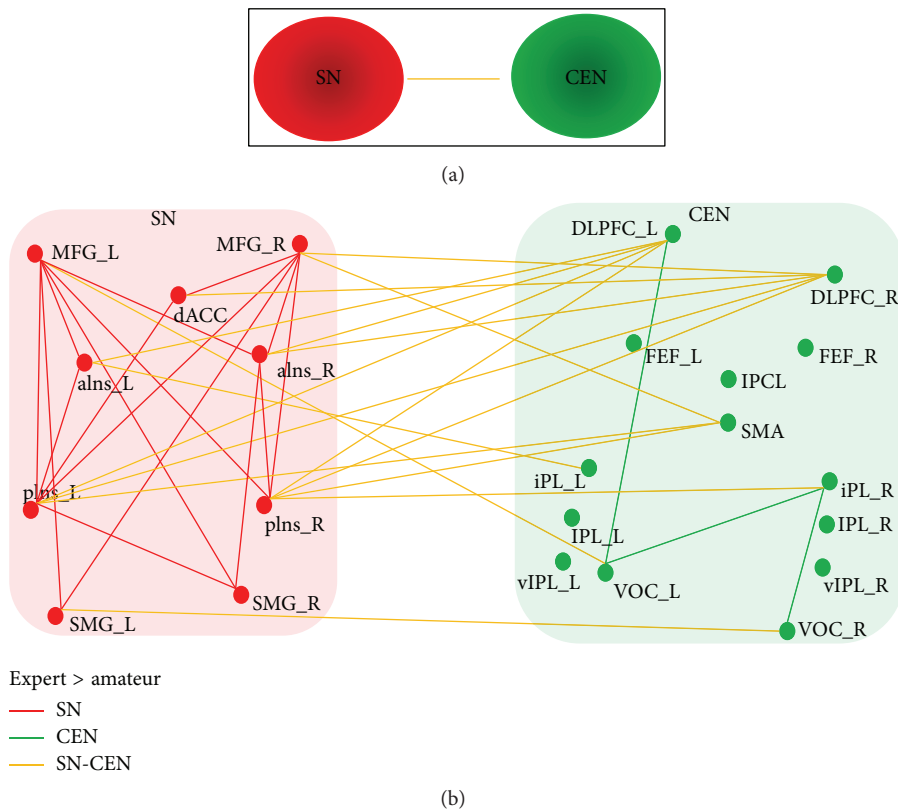 SN
CEN
(a)
SN
MFG_L
MFG_R
dACC
alns_L
alns_R
plns_L
plns_R
SMG_R
SMG_L
CEN
DLPFC_L
DLPFC_R
FEF_L
FEF_R
IPCL
SMA
iPL_L
iPL_R
IPL_L
IPL_R
vIPL_L
VOC_L
vIPL_R
VOC_R
Expert > amateur
SN
CEN
SN-CEN
(b)